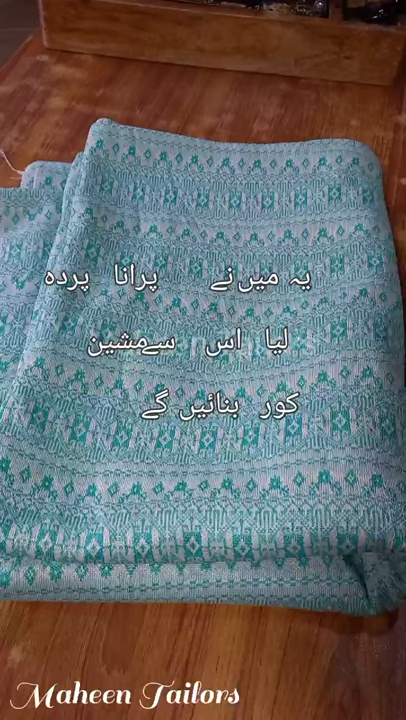 یہ میں نے پرانا پردہ
لیا اس سے مشین
کور بنائیں گے
Maheen Tailors